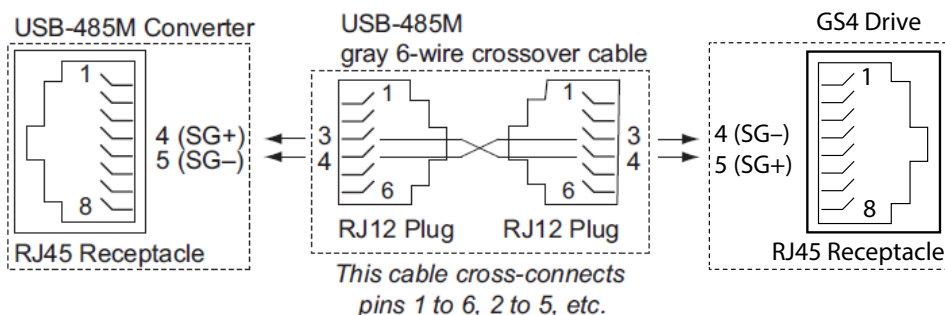 USB-485M Converter
1
8
4 (SG+)
5 (SG–)
RJ45 Receptacle
USB-485M
gray 6-wire crossover cable
1
6
3
4
1
6
3
4
RJ12 Plug
RJ12 Plug
This cable cross-connects
pins 1 to 6, 2 to 5, etc.
GS4 Drive
4 (SG–)
5 (SG+)
1
8
RJ45 Receptacle